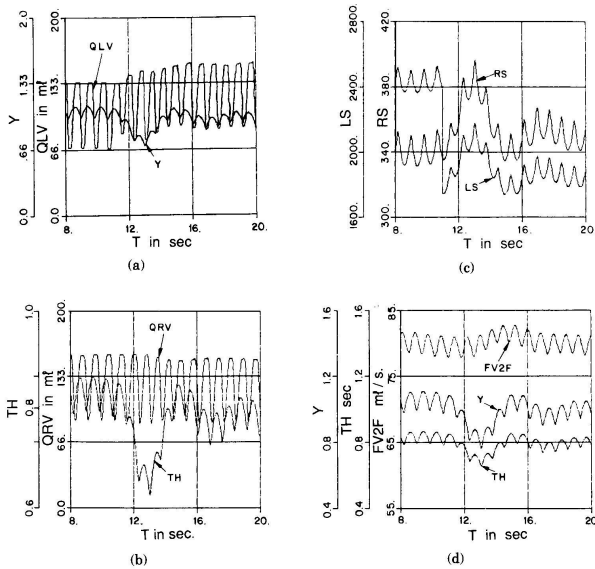 2.0
200.
QLV
1.33
133.
Y
QLV in mℓ
.66
66.
Y
0.0
0.0
8.
12.
16.
20.
T in sec
(a)
2800
420
RS
2400
380
LS
RS
2000
340
LS
1600
300.
8.
12.
16.
20.
T in sec
(c)
1.0
200.
QRV
133.
TH
0.8
QRV in mℓ
66.
TH
0.6
0.0
8.
12.
16.
20.
T in sec.
(b)
1.6
1.6
85.
FV2F
1.2
1.2
75.
Y
TH sec
FV2F mℓ/s.
Y
0.8
0.8
65.
TH
0.4
0.4
55.
8.
12.
16.
20.
T in sec
(d)